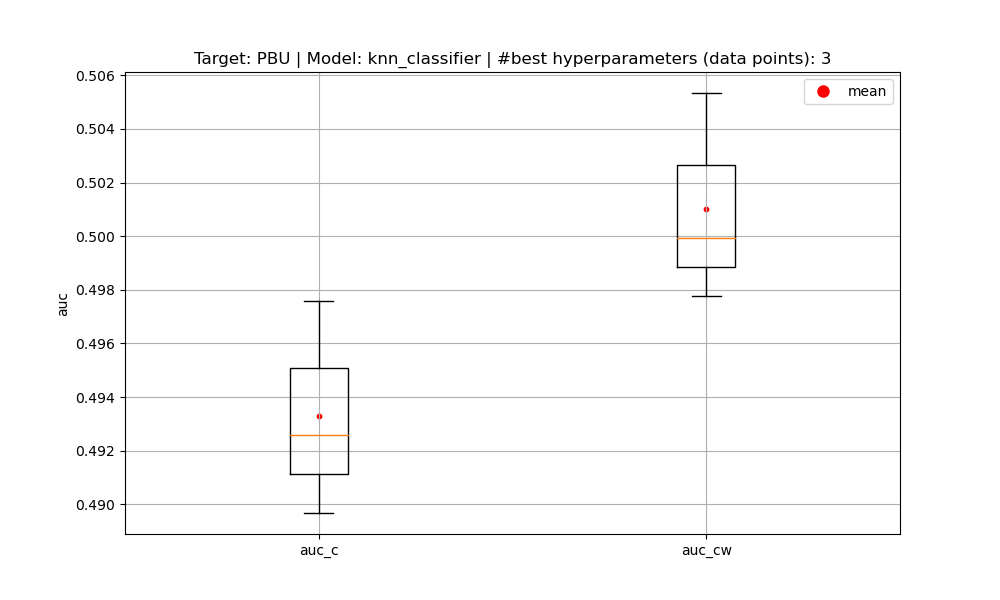 Target: PBU | Model: knn_classifier | #best hyperparameters (data points): 3
mean
0.506
0.504
0.502
0.500
0.498
0.496
0.494
0.492
0.490
auc
auc_c
auc_cw